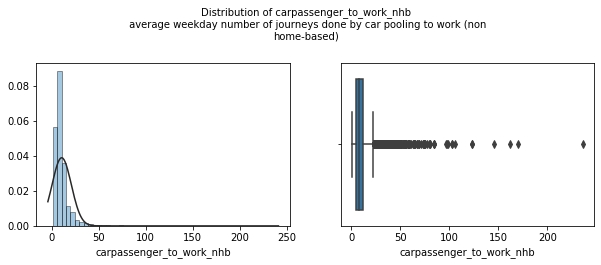 Distribution of carpassenger_to_work_nhb
average weekday number of journeys done by car pooling to work (non
home-based)
0.08
0.06
0.04
0.02
0.00
0 50 100 150 200 250
0 50 100 150 200
carpassenger_to_work_nhb
carpassenger_to_work_nhb